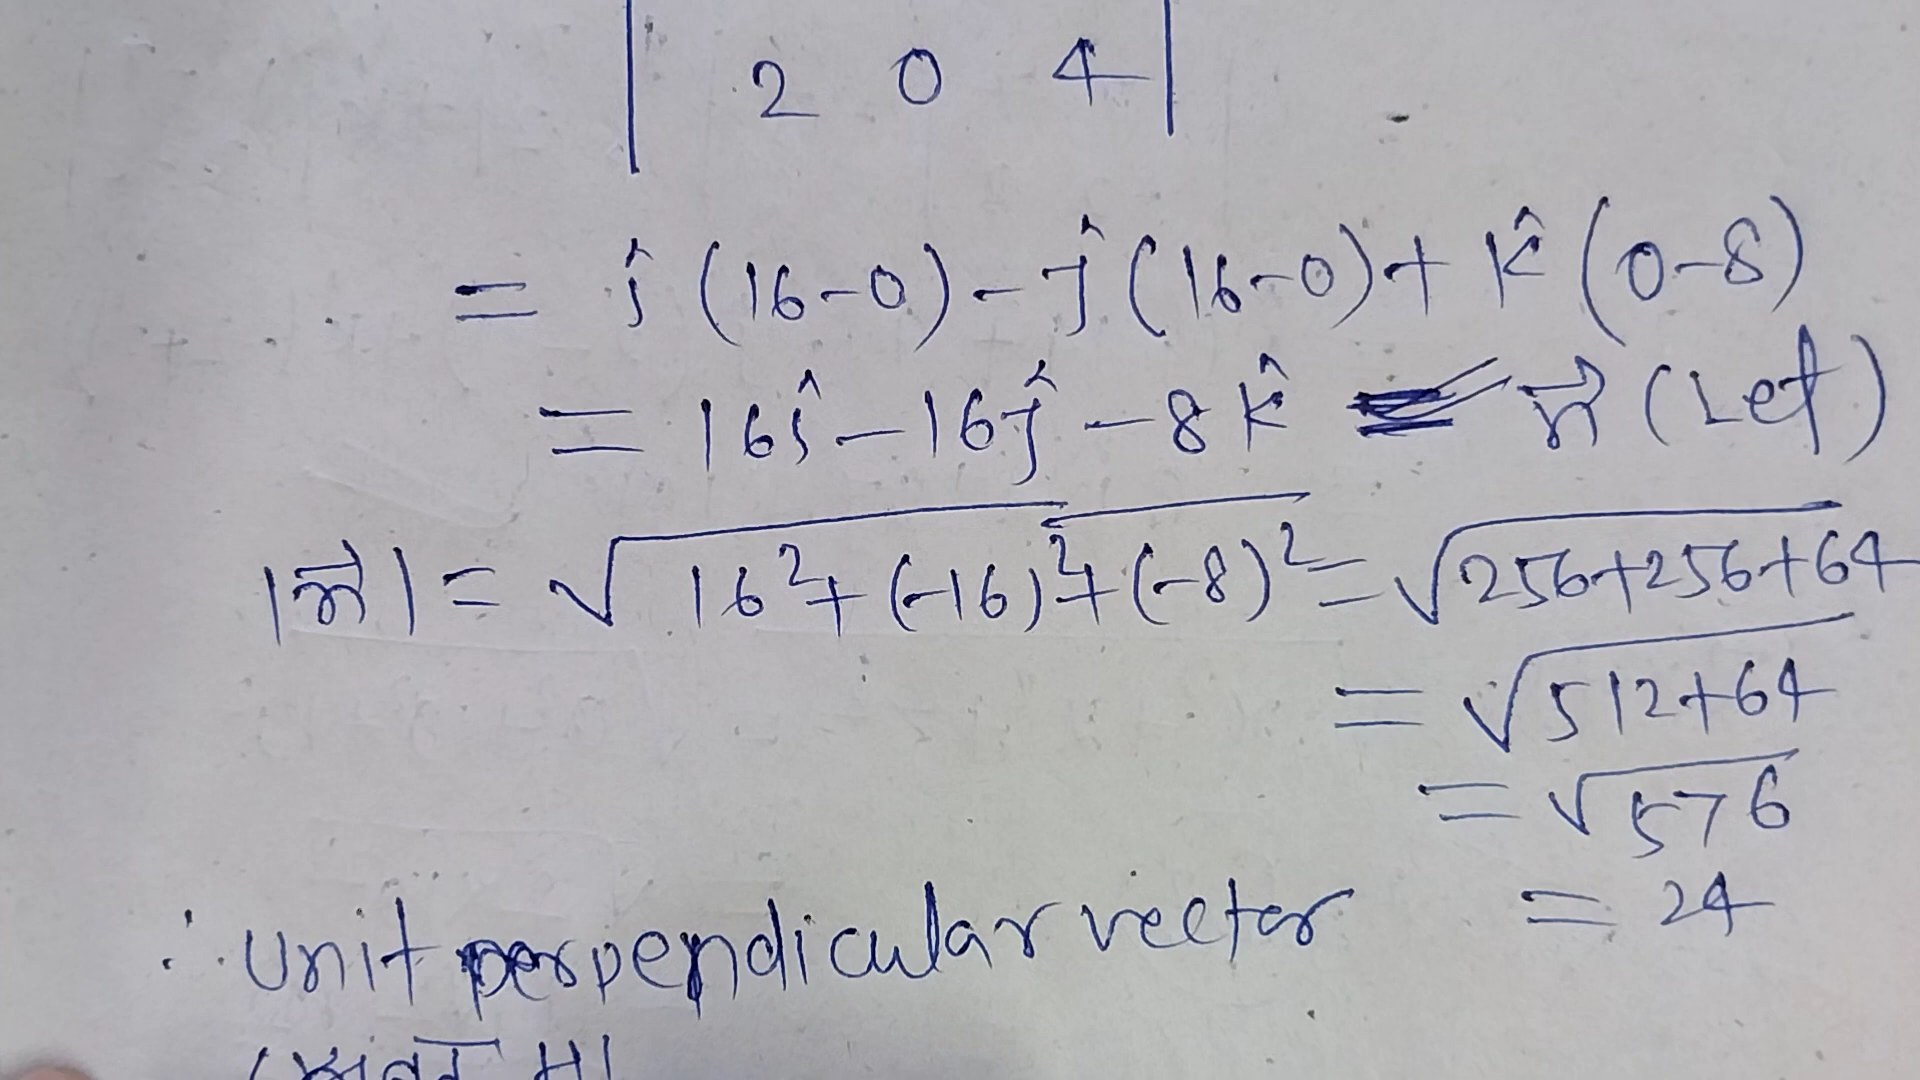 | 2 0 4 |
= î (16-0) - ĵ (16-0) + k̂ (0-8)
= 16î - 16ĵ - 8k̂ = n⃗ (Let)
|n⃗| = √16² + (-16)² + (-8)² = √256+256+64
= √512+64
= √576
= 24
∴ Unit perpendicular vector